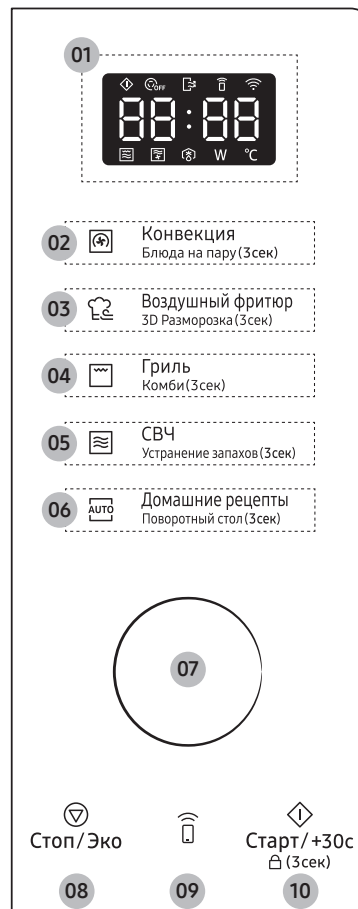 01
OFF
88:88
W °C
02
Конвекция
Блюда на пару(3сек)
03
Воздушный фритюр
3D Разморозка(3сек)
04
Гриль
Комби(3сек)
05
СВЧ
Устранение запахов(3сек)
06
AUTO
Домашние рецепты
Поворотный стол(3сек)
07
Стоп/Эко
Старт/+30с
(3сек)
08
09
10